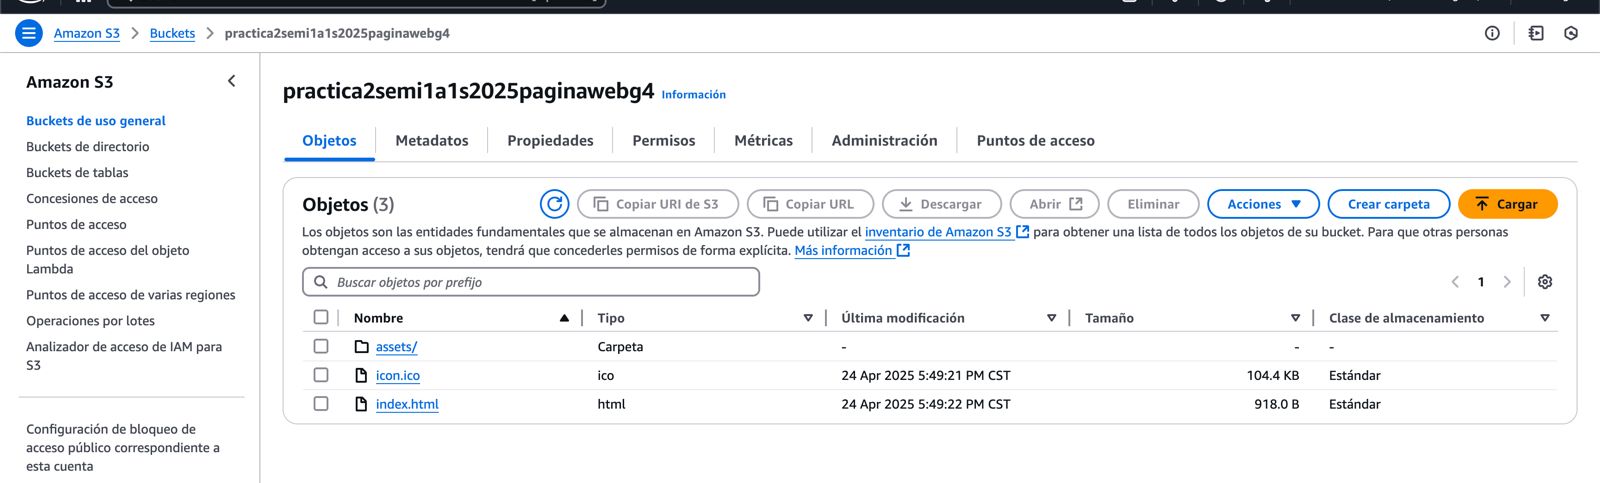 Amazon S3 > Buckets > practica2semi1a1s2025paginawebg4
Amazon S3
Buckets de uso general
Buckets de directorio
Buckets de tablas
Concesiones de acceso
Puntos de acceso
Puntos de acceso del objeto
Lambda
Puntos de acceso de varias regiones
Operaciones por lotes
Analizador de acceso de IAM para
S3
Configuración de bloqueo de
acceso público correspondiente a
esta cuenta
practica2semi1a1s2025paginawebg4 Información
Objetos Metadatos Propiedades Permisos Métricas Administración Puntos de acceso
Objetos (3) Copiar URI de S3 Copiar URL Descargar Abrir Eliminar Acciones Crear carpeta Cargar
Los objetos son las entidades fundamentales que se almacenan en Amazon S3. Puede utilizar el inventario de Amazon S3 para obtener una lista de todos los objetos de su bucket. Para que otras personas
obtengan acceso a sus objetos, tendrá que concederles permisos de forma explícita. Más información
Buscar objetos por prefijo
1
Nombre Tipo Última modificación Tamaño Clase de almacenamiento
assets/ Carpeta - - -
icon.ico ico 24 Apr 2025 5:49:21 PM CST 104.4 KB Estándar
index.html html 24 Apr 2025 5:49:22 PM CST 918.0 B Estándar